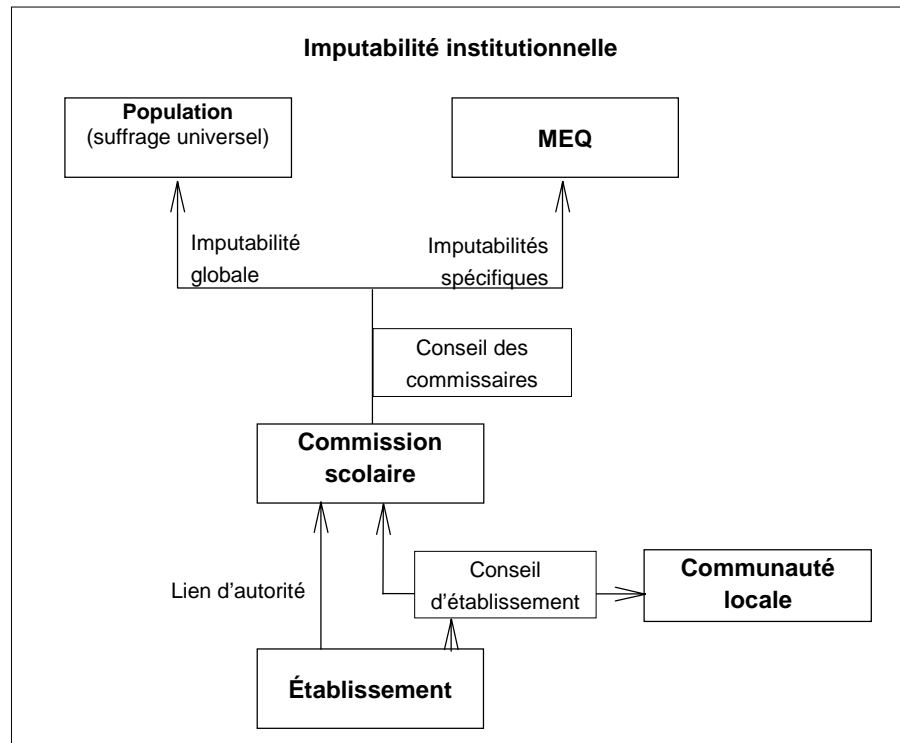 Imputabilité institutionnelle
Population
(suffrage universel)
MEQ
Imputabilité
globale
Imputabilités
spécifiques
Conseil des
commissaires
Commission
scolaire
Lien d'autorité
Conseil
d'établissement
Communauté
locale
Établissement